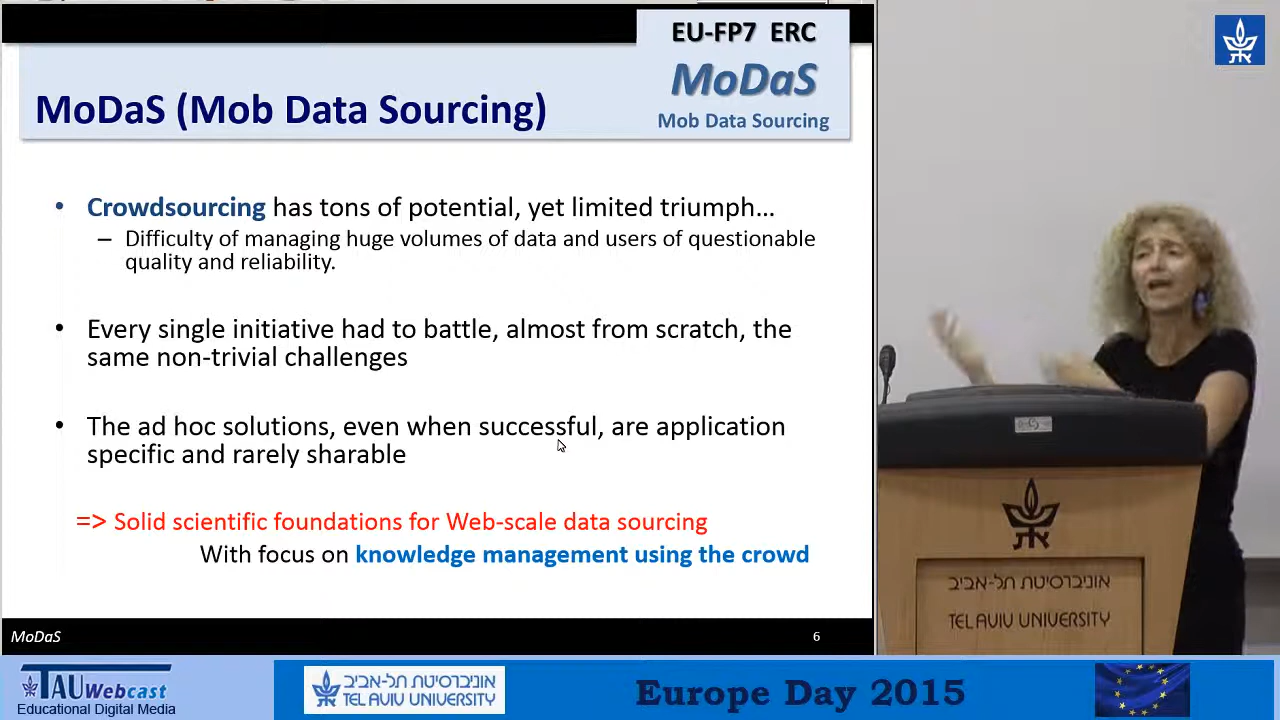 EU-FP7 ERC
MoDaS
Mob Data Sourcing
MoDaS (Mob Data Sourcing)
• Crowdsourcing has tons of potential, yet limited triumph...
– Difficulty of managing huge volumes of data and users of questionable
quality and reliability.
• Every single initiative had to battle, almost from scratch, the
same non-trivial challenges
• The ad hoc solutions, even when successful, are application
specific and rarely sharable
=> Solid scientific foundations for Web-scale data sourcing
With focus on knowledge management using the crowd
MoDaS
6
אוניברסיטת תל-אביב
TEL AVIV UNIVERSITY
TAU Webcast
Educational Digital Media
אוניברסיטת תל-אביב
TEL AVIV UNIVERSITY
Europe Day 2015